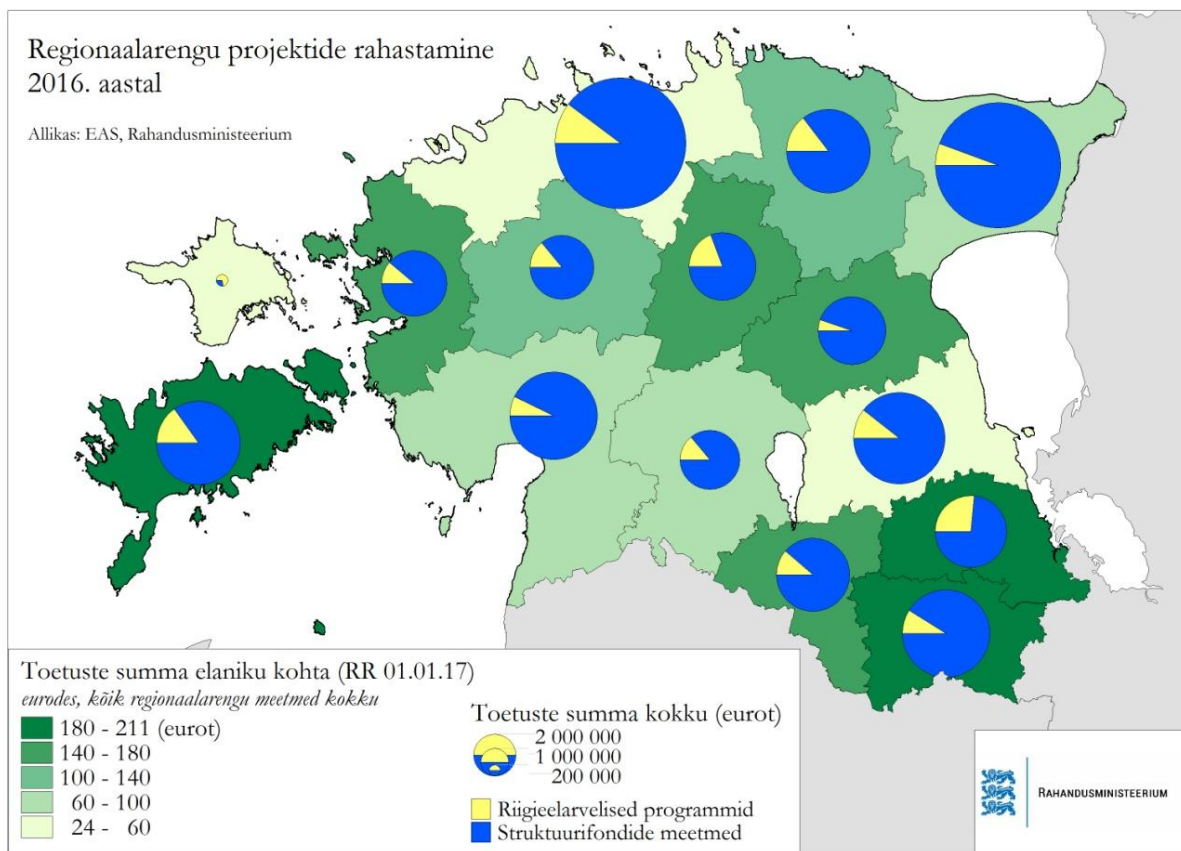 Regionaalarengu projektide rahastamine
2016. aastal
Allikas: EAS, Rahandusministeerium
Toetuste summa elaniku kohta (RR 01.01.17)
eurodes, kõik regionaalarengu meetmed kokku
180 - 211 (eurot)
140 - 180
100 - 140
60 - 100
24 - 60
Toetuste summa kokku (eurot)
2 000 000
1 000 000
200 000
Riigieelarvelised programmid
Struktuurifondide meetmed
RAHANDUSMINISTEERIUM